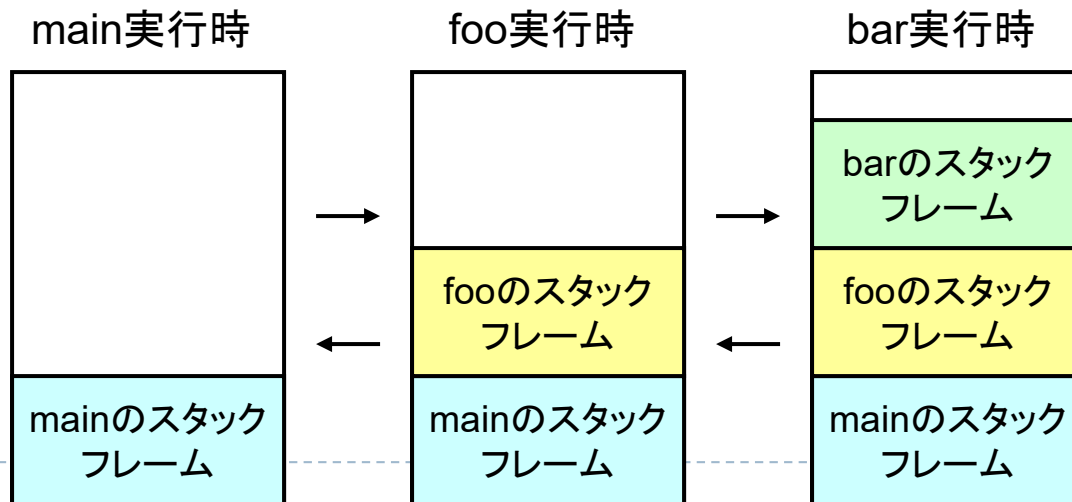 main実行時
foo実行時
bar実行時
barのスタック
フレーム
fooのスタック
フレーム
fooのスタック
フレーム
mainのスタック
フレーム
mainのスタック
フレーム
mainのスタック
フレーム